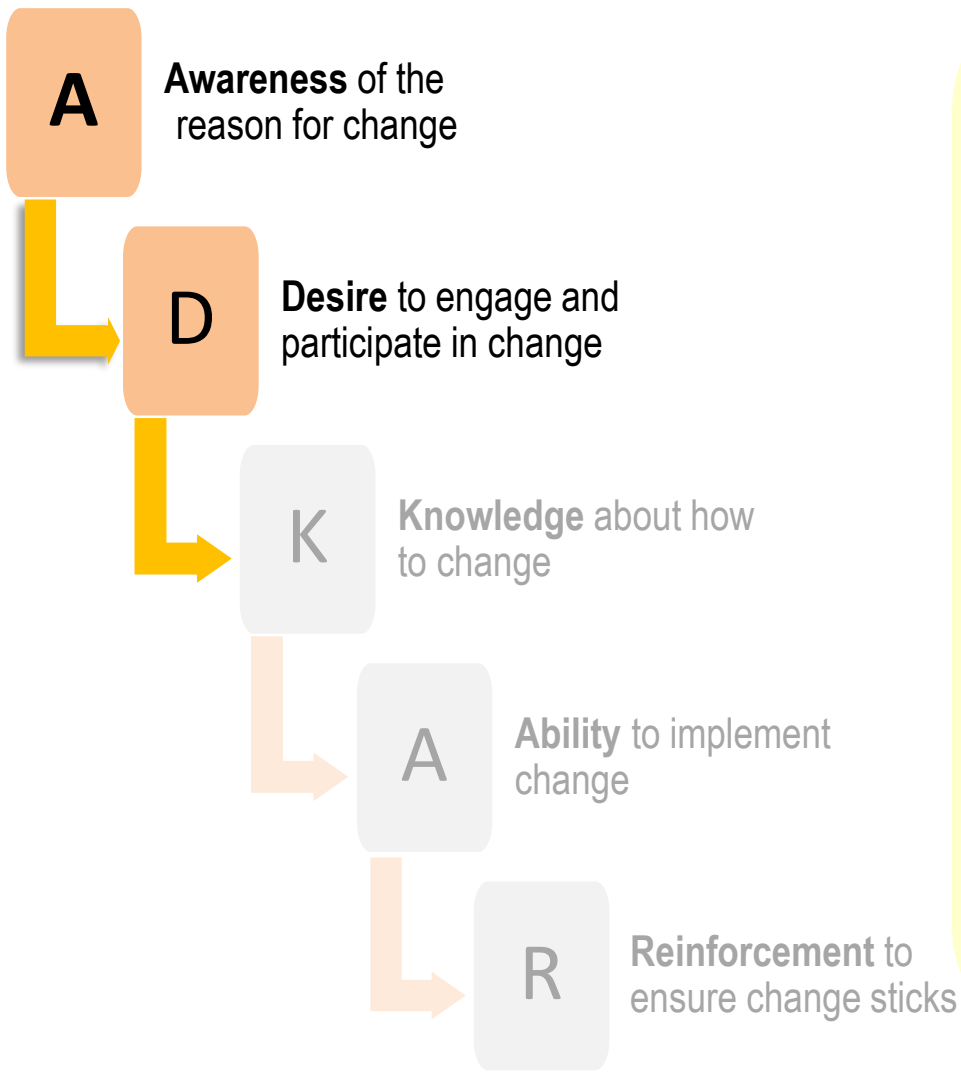 A
Awareness of the
reason for change
D
Desire to engage and
participate in change
K
Knowledge about how
to change
A
Ability to implement
change
R
Reinforcement to
ensure change sticks